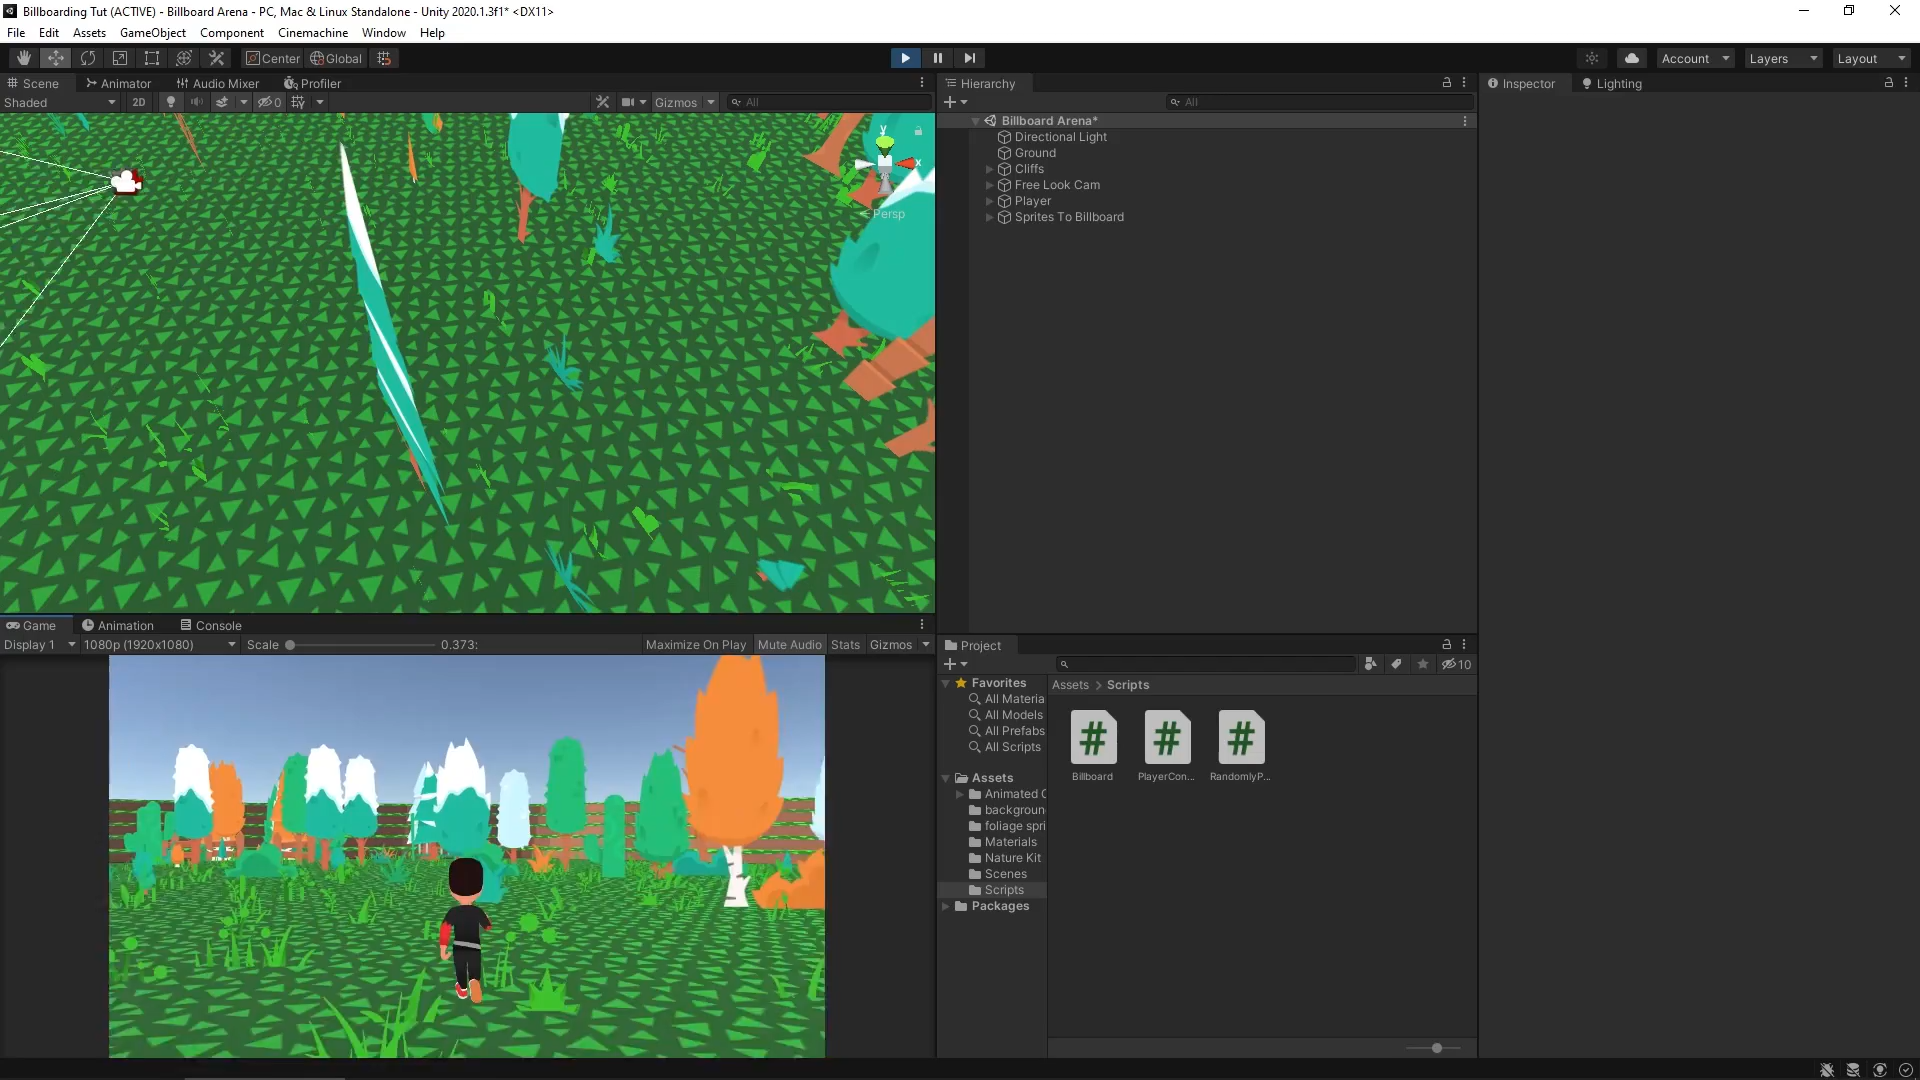 Billboarding Tut (ACTIVE) - Billboard Arena - PC, Mac & Linux Standalone - Unity 2020.1.3f1* <DX11>
File Edit Assets GameObject Component Cinemachine Window Help
Center Global Account Layers Layout
Scene Animator Audio Mixer Profiler
Shaded 2D 0 Gizmos All
y
x
Persp
Hierarchy
All
Billboard Arena*
Directional Light
Ground
Cliffs
Free Look Cam
Player
Sprites To Billboard
Inspector Lighting
Game Animation Console
Display 1 1080p (1920x1080) Scale 0.373: Maximize On Play Mute Audio Stats Gizmos
Project
10
Favorites
All Materia
All Models
All Prefabs
All Scripts
Assets
Animated C
backgroun
foliage spri
Materials
Nature Kit
Scenes
Scripts
Packages
Assets > Scripts
# # #
Billboard PlayerCon... RandomlyP...